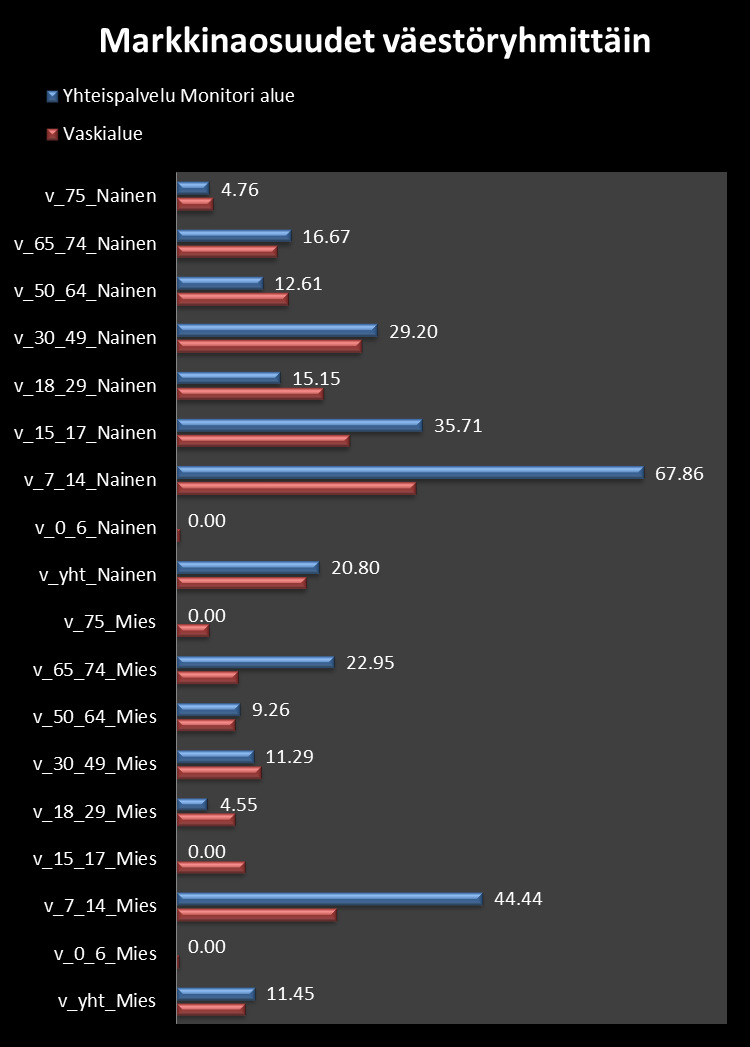 Markkinaosuudet väestöryhmittäin
Yhteispalvelu Monitori alue
Vaskialue
v_75_Nainen 4.76
v_65_74_Nainen 16.67
v_50_64_Nainen 12.61
v_30_49_Nainen 29.20
v_18_29_Nainen 15.15
v_15_17_Nainen 35.71
v_7_14_Nainen 67.86
v_0_6_Nainen 0.00
v_yht_Nainen 20.80
v_75_Mies 0.00
v_65_74_Mies 22.95
v_50_64_Mies 9.26
v_30_49_Mies 11.29
v_18_29_Mies 4.55
v_15_17_Mies 0.00
v_7_14_Mies 44.44
v_0_6_Mies 0.00
v_yht_Mies 11.45